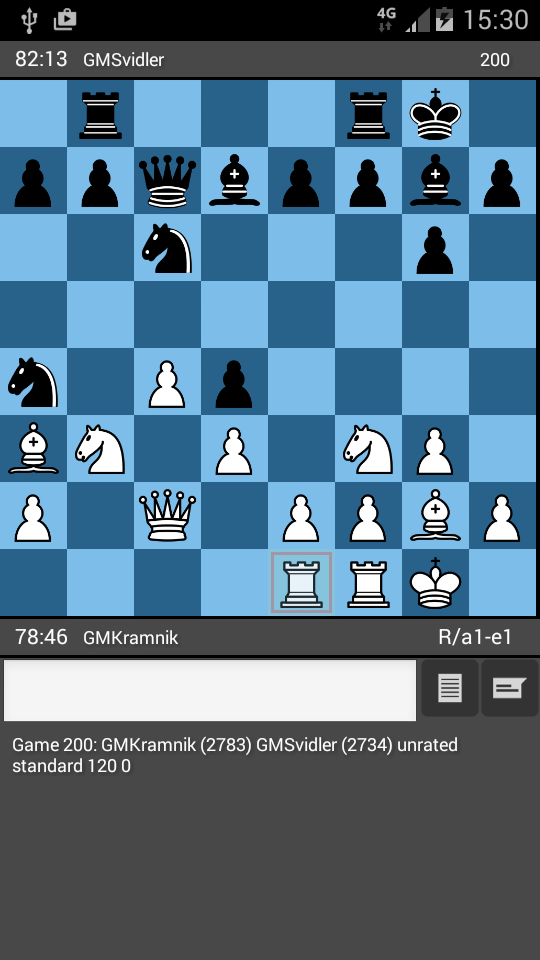 4G 15:30
82:13 GMSvidler 200
78:46 GMKramnik R/a1-e1
Game 200: GMKramnik (2783) GMSvidler (2734) unrated
standard 120 0